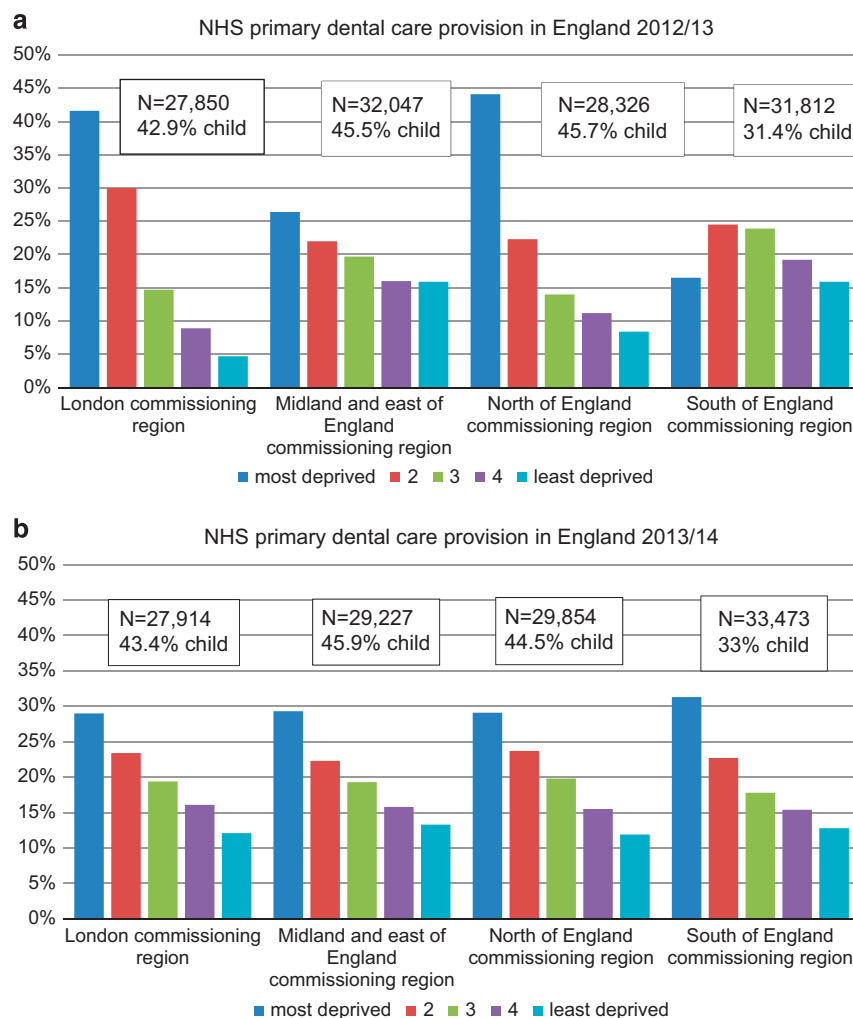 a
NHS primary dental care provision in England 2012/13
50%
45%
40%
35%
30%
25%
20%
15%
10%
5%
0%
N=27,850
42.9% child
N=32,047
45.5% child
N=28,326
45.7% child
N=31,812
31.4% child
London commissioning
region
Midland and east of
England
commissioning region
North of England
commissioning region
South of England
commissioning region
most deprived 2 3 4 least deprived
b
NHS primary dental care provision in England 2013/14
50%
45%
40%
35%
30%
25%
20%
15%
10%
5%
0%
N=27,914
43.4% child
N=29,227
45.9% child
N=29,854
44.5% child
N=33,473
33% child
London commissioning
region
Midland and east of
England
commissioning region
North of England
commissioning region
South of England
commissioning region
most deprived 2 3 4 least deprived